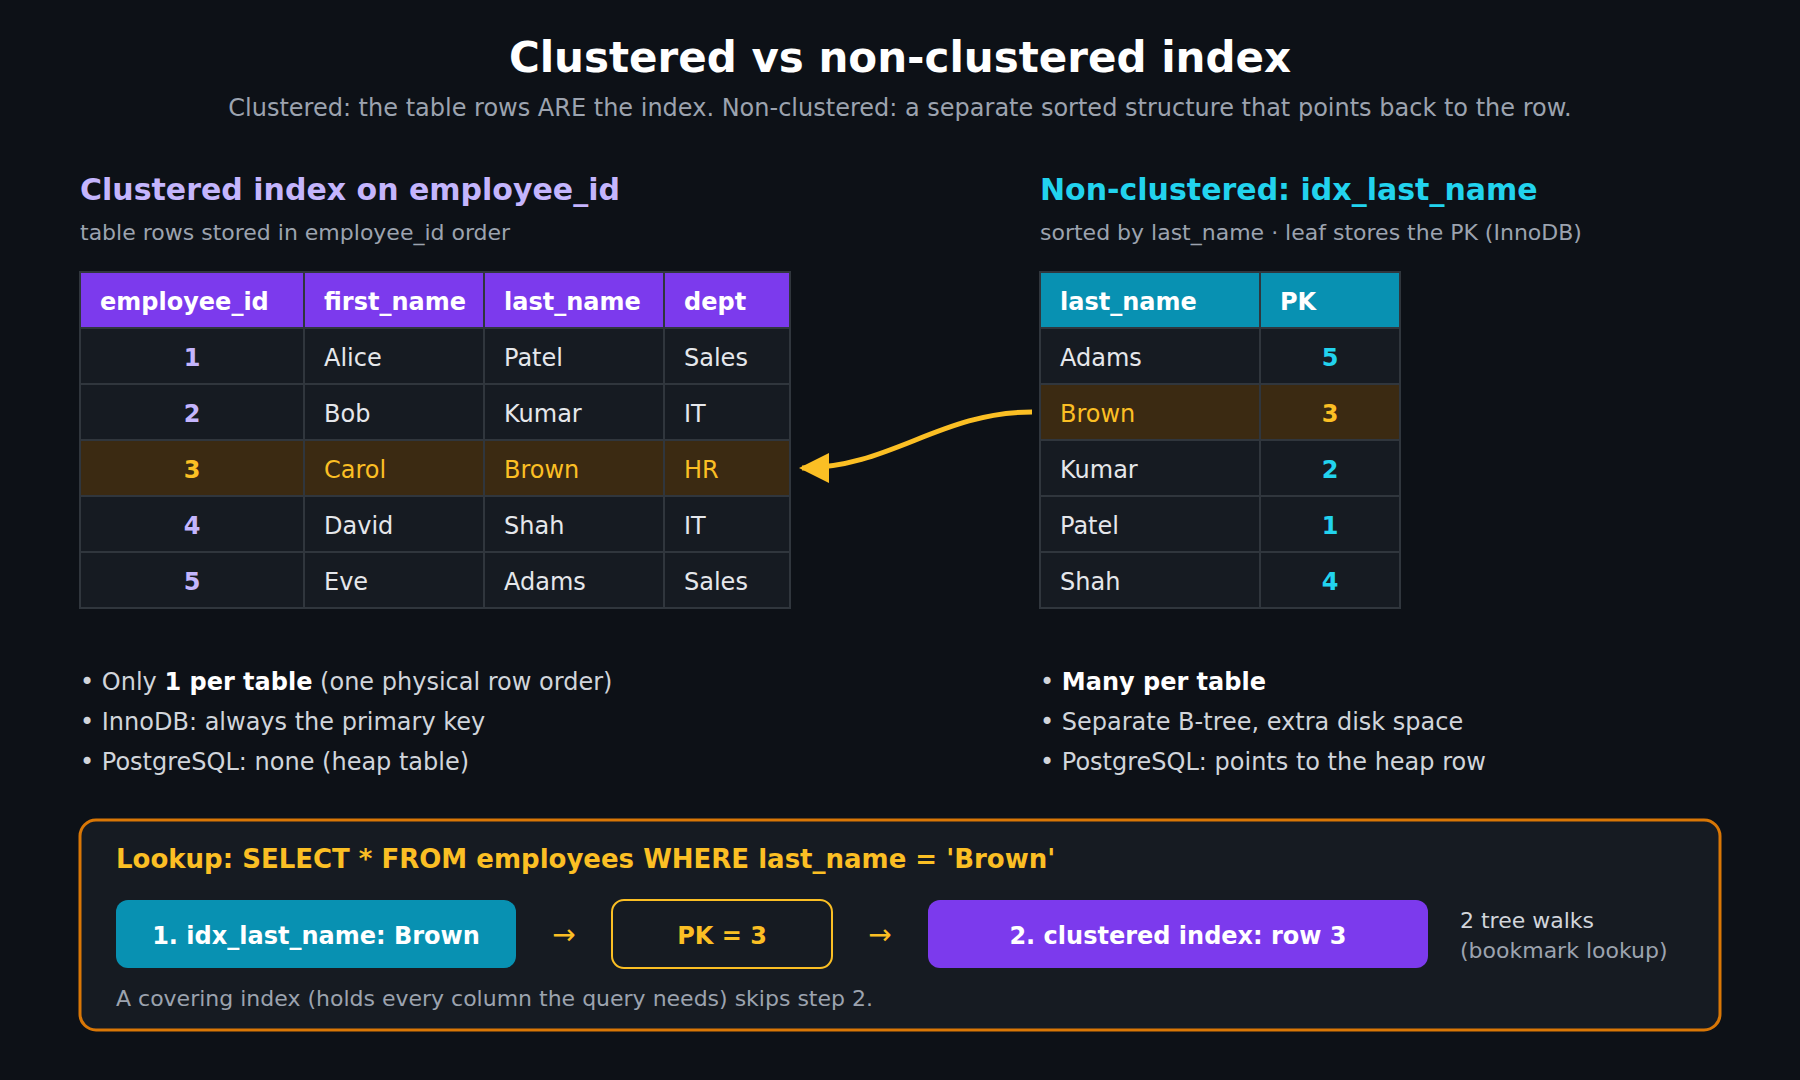 Clustered vs non-clustered index
Clustered: the table rows ARE the index. Non-clustered: a separate sorted structure that points back to the row.
Clustered index on employee_id
table rows stored in employee_id order
employee_id first_name last_name dept
1 Alice Patel Sales
2 Bob Kumar IT
3 Carol Brown HR
4 David Shah IT
5 Eve Adams Sales
• Only 1 per table (one physical row order)
• InnoDB: always the primary key
• PostgreSQL: none (heap table)
Non-clustered: idx_last_name
sorted by last_name · leaf stores the PK (InnoDB)
last_name PK
Adams 5
Brown 3
Kumar 2
Patel 1
Shah 4
• Many per table
• Separate B-tree, extra disk space
• PostgreSQL: points to the heap row
Lookup: SELECT * FROM employees WHERE last_name = 'Brown'
1. idx_last_name: Brown → PK = 3 → 2. clustered index: row 3
2 tree walks
(bookmark lookup)
A covering index (holds every column the query needs) skips step 2.